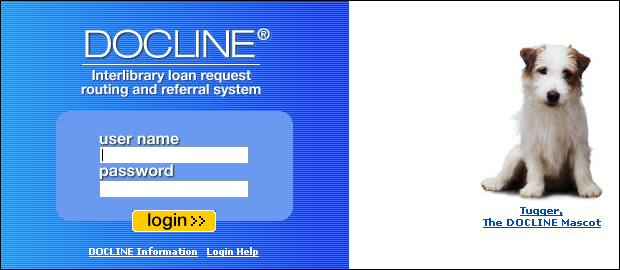 DOCLINE®
Interlibrary loan request
routing and referral system
user name
password
login >>
DOCLINE Information Login Help
Tugger,
The DOCLINE Mascot